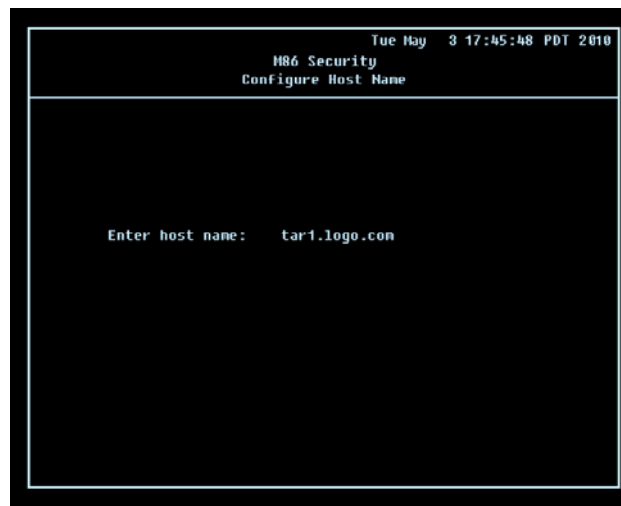 Tue May 3 17:45:48 PDT 2010
M86 Security
Configure Host Name
Enter host name: tar1.logo.com